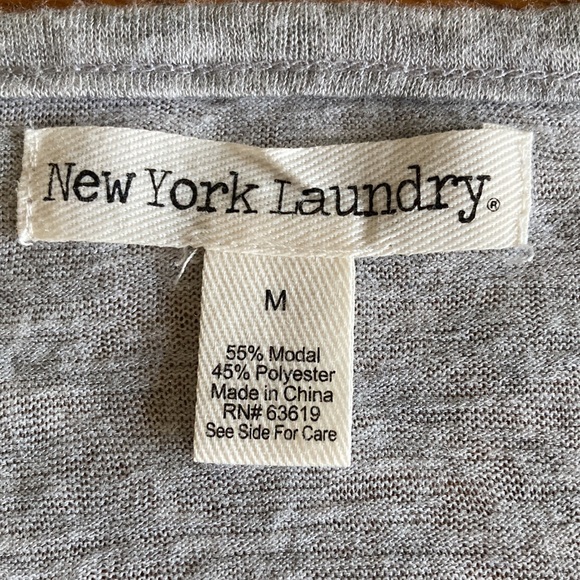 New York Laundry®
M
55% Modal
45% Polyester
Made in China
RN# 63619
See Side For Care